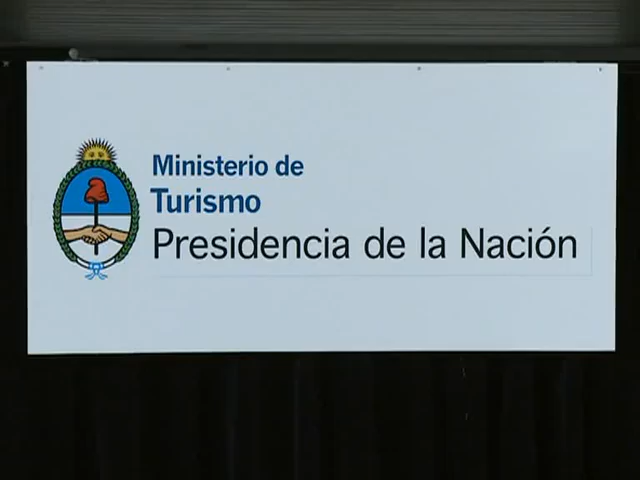 Ministerio de
Turismo
Presidencia de la Nación